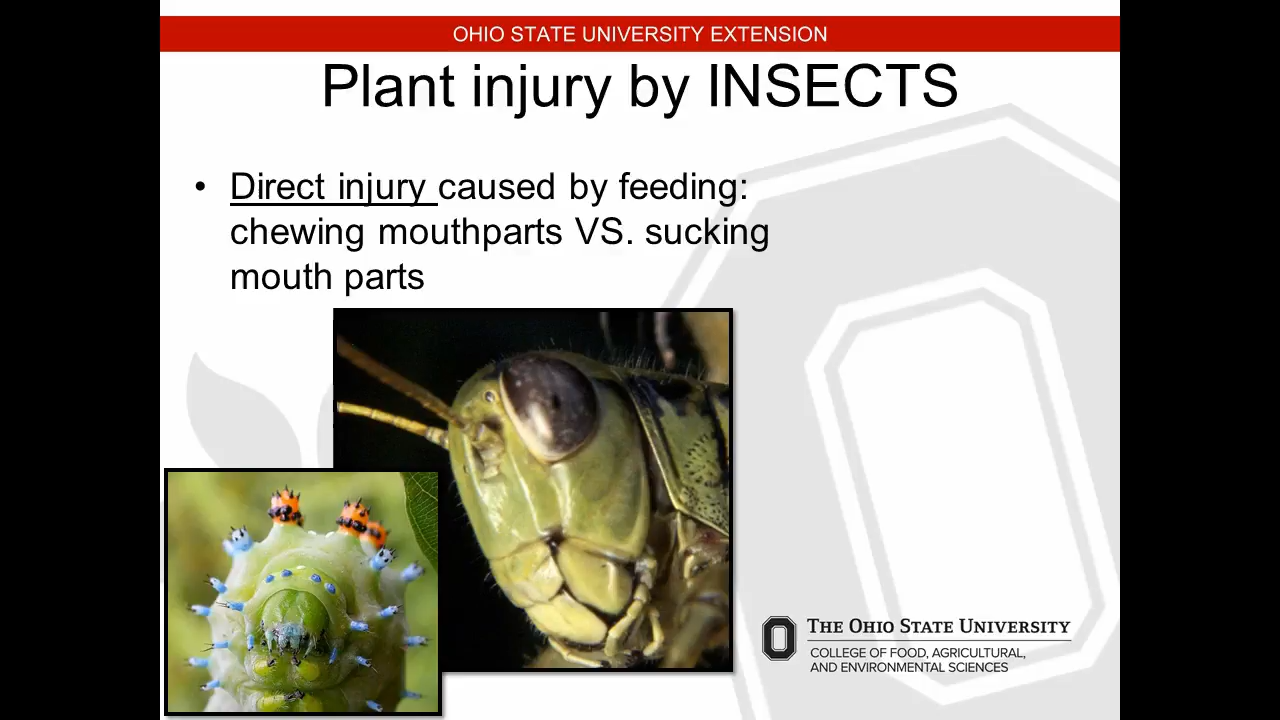 OHIO STATE UNIVERSITY EXTENSION
Plant injury by INSECTS
• Direct injury caused by feeding:
chewing mouthparts VS. sucking
mouth parts
THE OHIO STATE UNIVERSITY
COLLEGE OF FOOD, AGRICULTURAL,
AND ENVIRONMENTAL SCIENCES